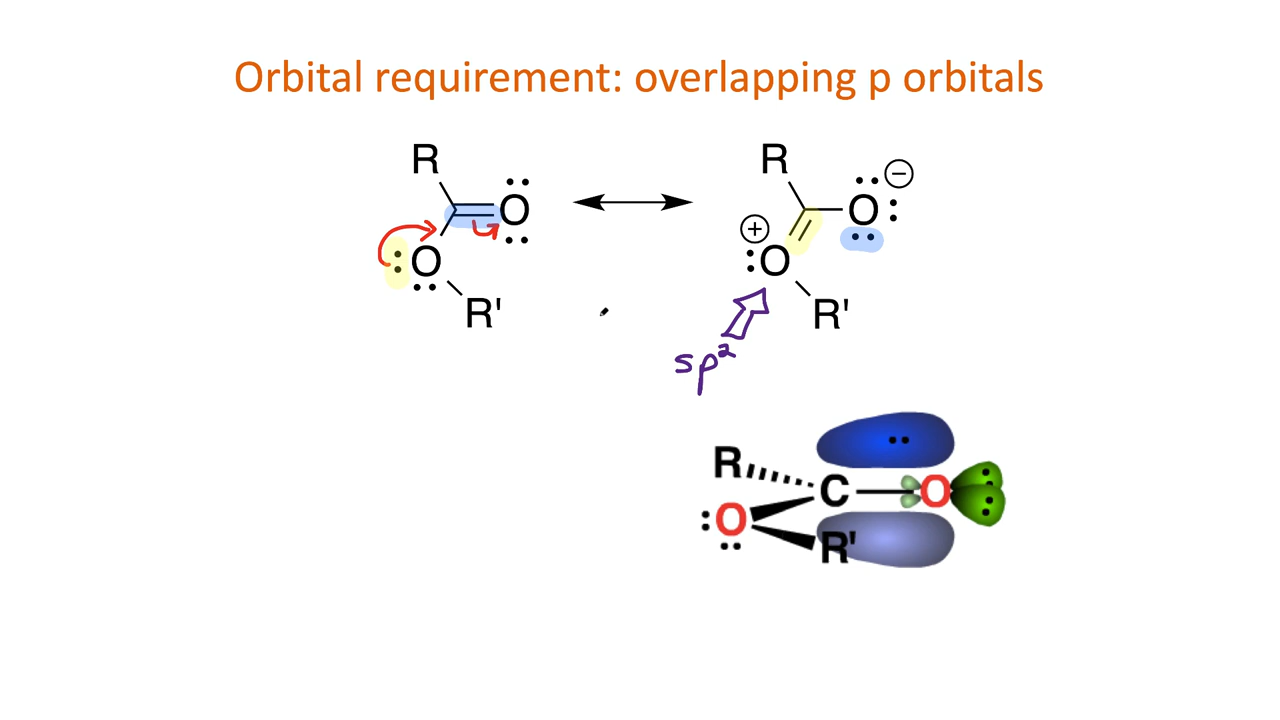 Orbital requirement: overlapping p orbitals
R
O
O
R'
R
O
⊖
⊕
O
R'
sp²
R
C
O
O
R'